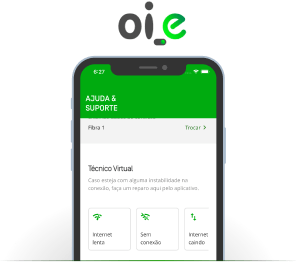 oi_e
6:27
AJUDA &
SUPORTE
Fibra 1 Trocar >
Técnico Virtual
Caso esteja com alguma instabilidade na
conexão, faça um reparo aqui pelo aplicativo.
Internet
lenta
Sem
conexão
Internet
caindo